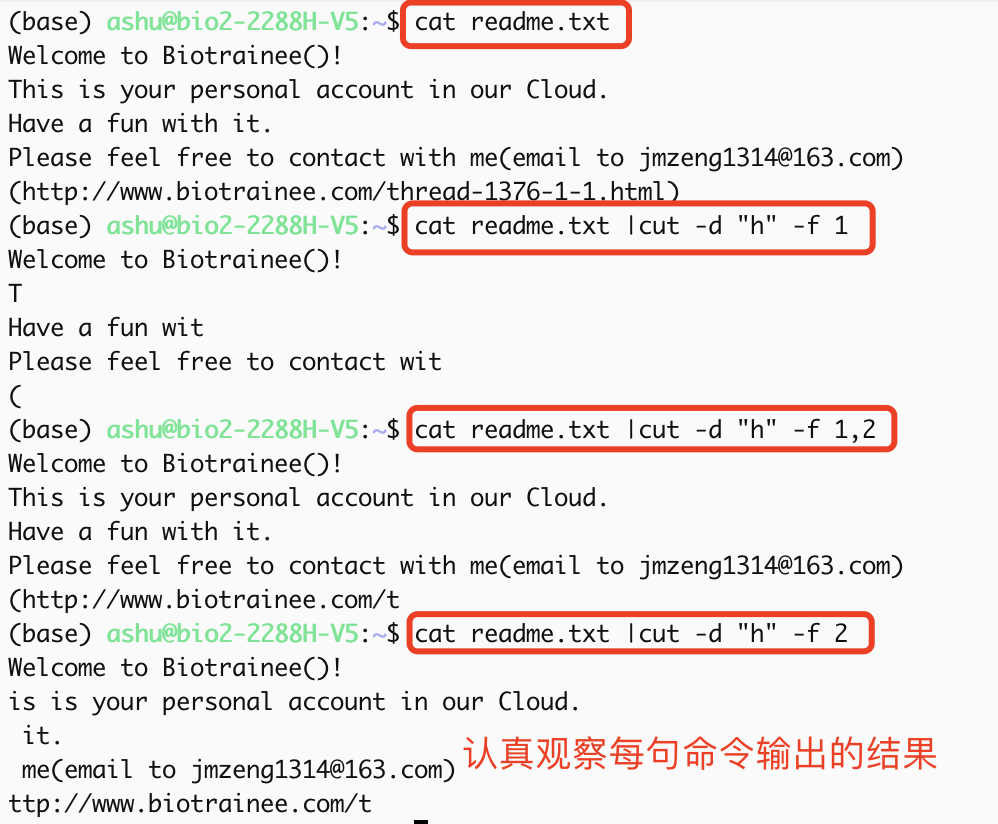 (base) ashu@bio2-2288H-V5:~$ cat readme.txt
Welcome to Biotrainee()!
This is your personal account in our Cloud.
Have a fun with it.
Please feel free to contact with me(email to jmzeng1314@163.com)
(http://www.biotrainee.com/thread-1376-1-1.html)
(base) ashu@bio2-2288H-V5:~$ cat readme.txt |cut -d "h" -f 1
Welcome to Biotrainee()!
T
Have a fun wit
Please feel free to contact wit
(
(base) ashu@bio2-2288H-V5:~$ cat readme.txt |cut -d "h" -f 1,2
Welcome to Biotrainee()!
This is your personal account in our Cloud.
Have a fun with it.
Please feel free to contact with me(email to jmzeng1314@163.com)
(http://www.biotrainee.com/t
(base) ashu@bio2-2288H-V5:~$ cat readme.txt |cut -d "h" -f 2
Welcome to Biotrainee()!
is is your personal account in our Cloud.
 it.
 me(email to jmzeng1314@163.com)
认真观察每句命令输出的结果
ttp://www.biotrainee.com/t